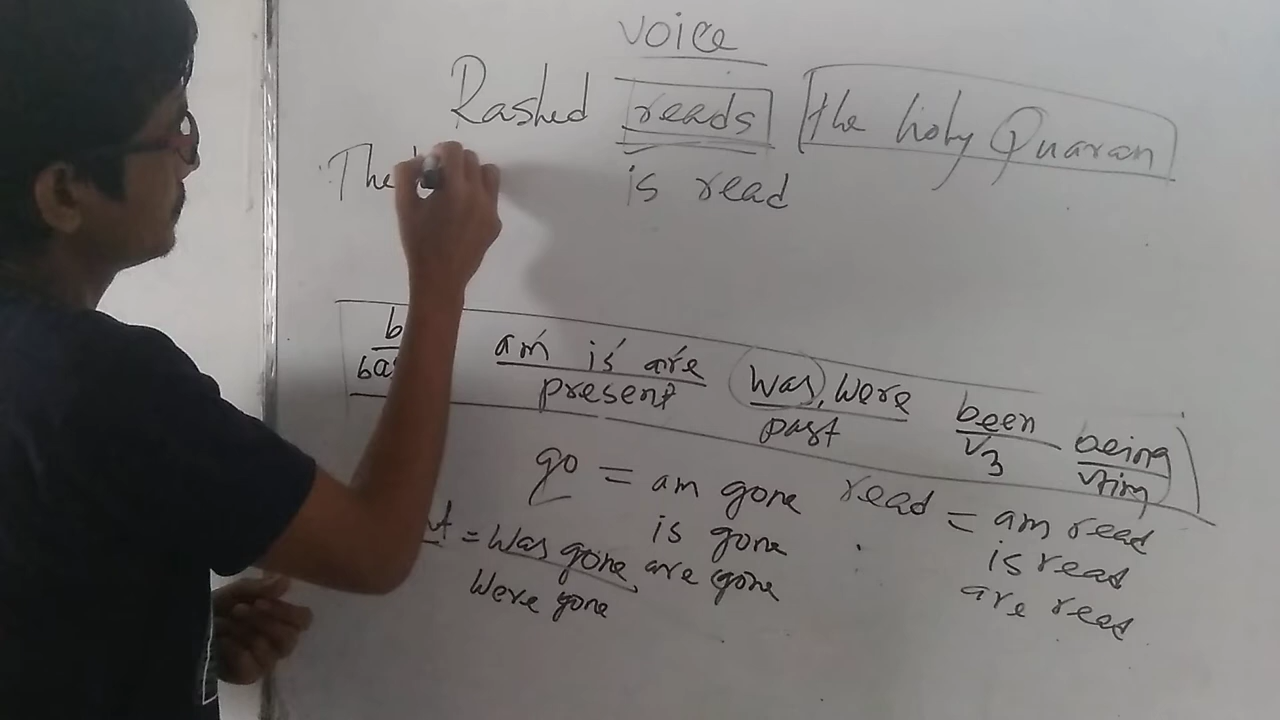 voice
Rashed reads the holy Quaran
The is read
am is are was, were been being
present past V3 Ving
go = am gone read = am read
is gone is read
= was gone, are gone are read
were gone